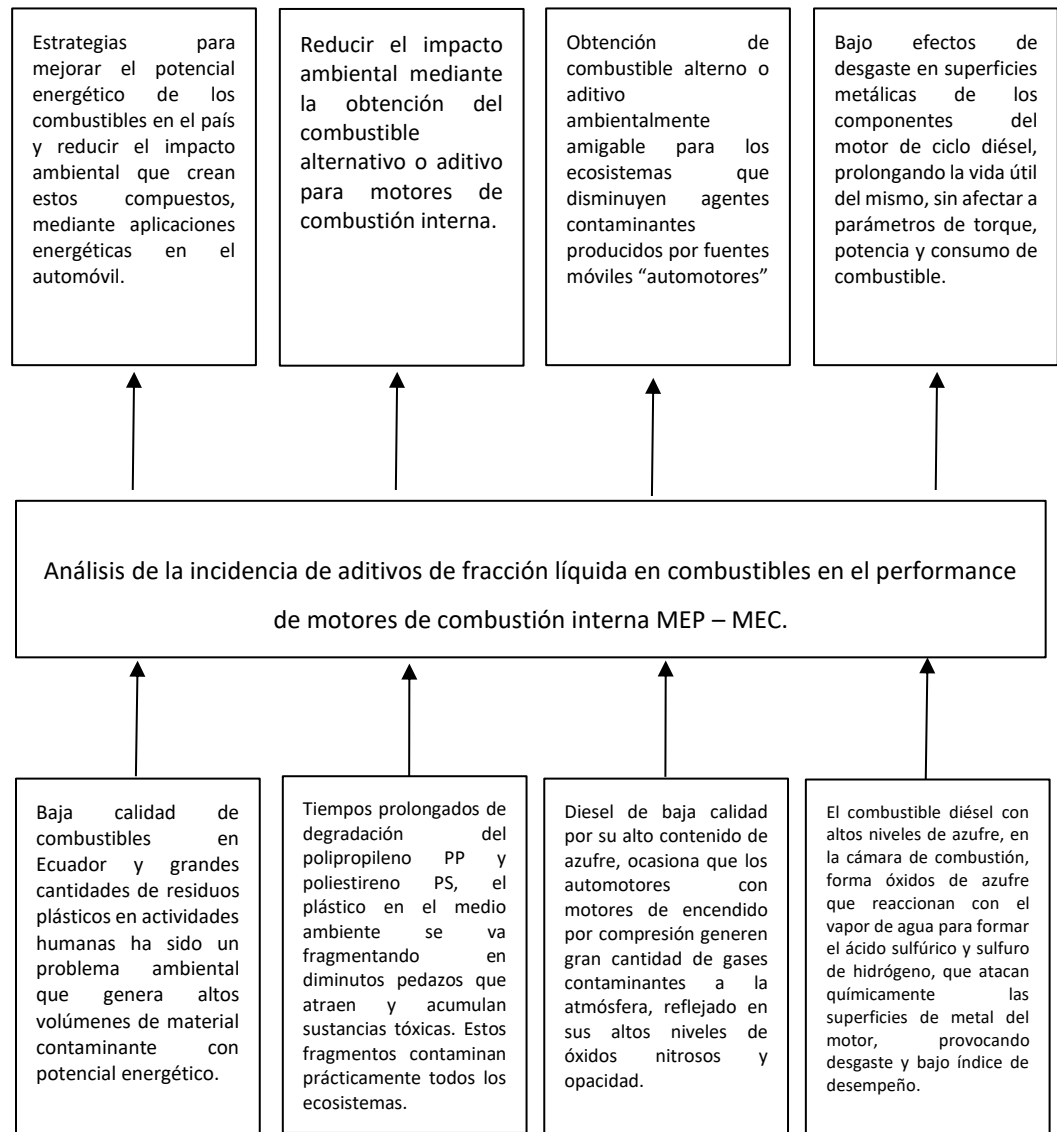 Estrategias para
mejorar el potencial
energético de los
combustibles en el país
y reducir el impacto
ambiental que crean
estos compuestos,
mediante aplicaciones
energéticas en el
automóvil.
Reducir el impacto
ambiental mediante
la obtención del
combustible
alternativo o aditivo
para motores de
combustión interna.
Obtención de
combustible alterno o
aditivo
ambientalmente
amigable para los
ecosistemas que
disminuyen agentes
contaminantes
producidos por fuentes
móviles “automotores”
Bajo efectos de
desgaste en superficies
metálicas de los
componentes del
motor de ciclo diésel,
prolongando la vida útil
del mismo, sin afectar a
parámetros de torque,
potencia y consumo de
combustible.
Análisis de la incidencia de aditivos de fracción líquida en combustibles en el performance
de motores de combustión interna MEP – MEC.
Baja calidad de
combustibles en
Ecuador y grandes
cantidades de residuos
plásticos en actividades
humanas ha sido un
problema ambiental
que genera altos
volúmenes de material
contaminante con
potencial energético.
Tiempos prolongados de
degradación del
polipropileno PP y
poliestireno PS, el
plástico en el medio
ambiente se va
fragmentando en
diminutos pedazos que
atraen y acumulan
sustancias tóxicas. Estos
fragmentos contaminan
prácticamente todos los
ecosistemas.
Diesel de baja calidad
por su alto contenido de
azufre, ocasiona que los
automotores con
motores de encendido
por compresión generen
gran cantidad de gases
contaminantes a la
atmósfera, reflejado en
sus altos niveles de
óxidos nitrosos y
opacidad.
El combustible diésel con
altos niveles de azufre, en
la cámara de combustión,
forma óxidos de azufre
que reaccionan con el
vapor de agua para formar
el ácido sulfúrico y sulfuro
de hidrógeno, que atacan
químicamente las
superficies de metal del
motor, provocando
desgaste y bajo índice de
desempeño.